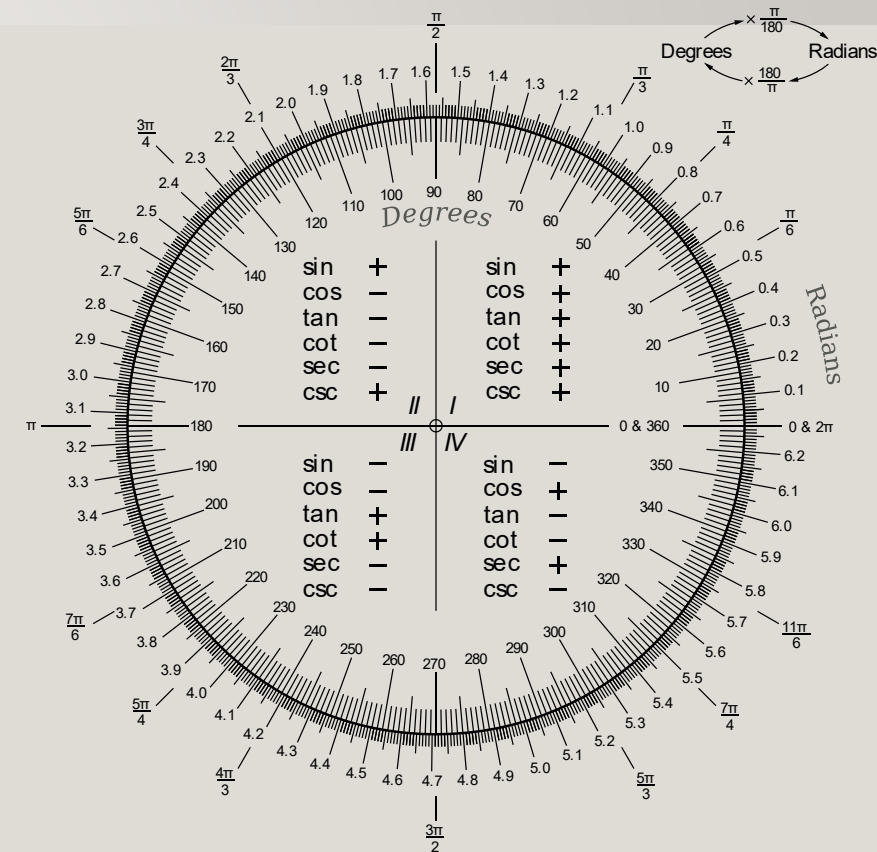 π/2
× π/180
Degrees Radians
× 180/π
2π/3
π/3
3π/4
π/4
5π/6
π/6
π
0 & 2π
7π/6
11π/6
5π/4
7π/4
4π/3
5π/3
3π/2
Radians
0.1
0.2
0.3
0.4
0.5
0.6
0.7
0.8
0.9
1.0
1.1
1.2
1.3
1.4
1.5
1.6
1.7
1.8
1.9
2.0
2.1
2.2
2.3
2.4
2.5
2.6
2.7
2.8
2.9
3.0
3.1
3.2
3.3
3.4
3.5
3.6
3.7
3.8
3.9
4.0
4.1
4.2
4.3
4.4
4.5
4.6
4.7
4.8
4.9
5.0
5.1
5.2
5.3
5.4
5.5
5.6
5.7
5.8
5.9
6.0
6.1
6.2
Degrees
0 & 360
10
20
30
40
50
60
70
80
90
100
110
120
130
140
150
160
170
180
190
200
210
220
230
240
250
260
270
280
290
300
310
320
330
340
350
sin +
cos −
tan −
cot −
sec −
csc +
II
sin +
cos +
tan +
cot +
sec +
csc +
I
III
sin −
cos −
tan +
cot +
sec −
csc −
IV
sin −
cos +
tan −
cot −
sec +
csc −